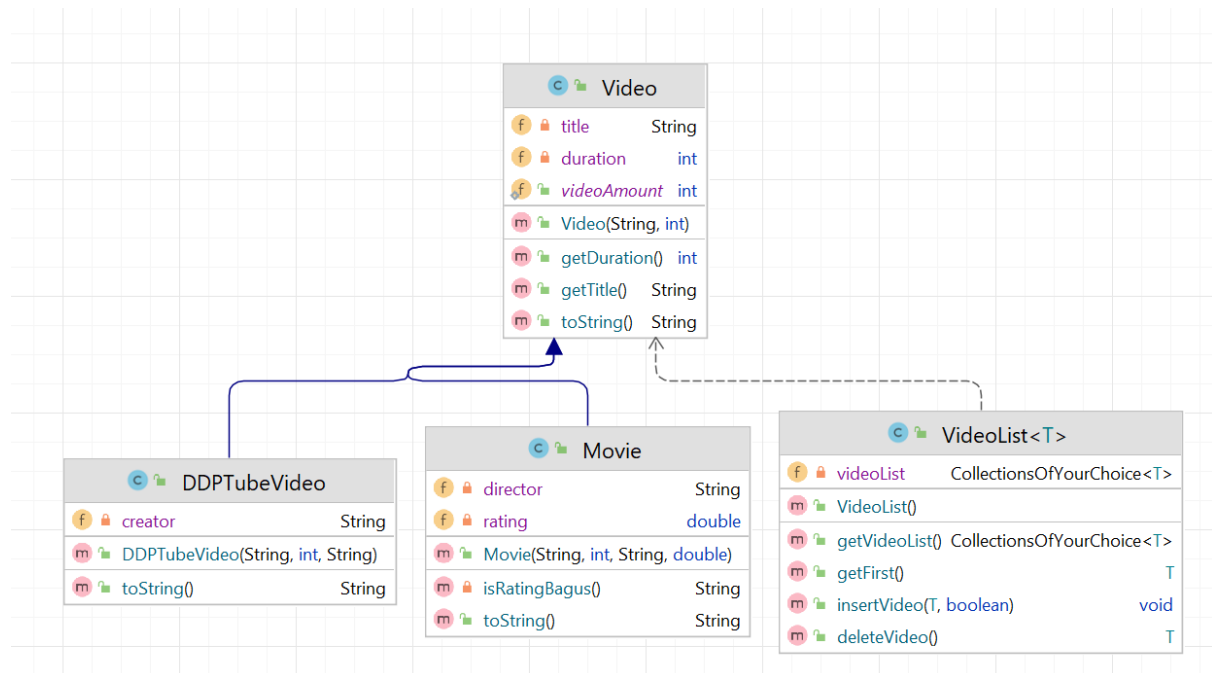 Video
title String
duration int
videoAmount int
Video(String, int)
getDuration() int
getTitle() String
toString() String
DDPTubeVideo
creator String
DDPTubeVideo(String, int, String)
toString() String
Movie
director String
rating double
Movie(String, int, String, double)
isRatingBagus() String
toString() String
VideoList<T>
videoList CollectionsOfYourChoice<T>
VideoList()
getVideoList() CollectionsOfYourChoice<T>
getFirst() T
insertVideo(T, boolean) void
deleteVideo() T